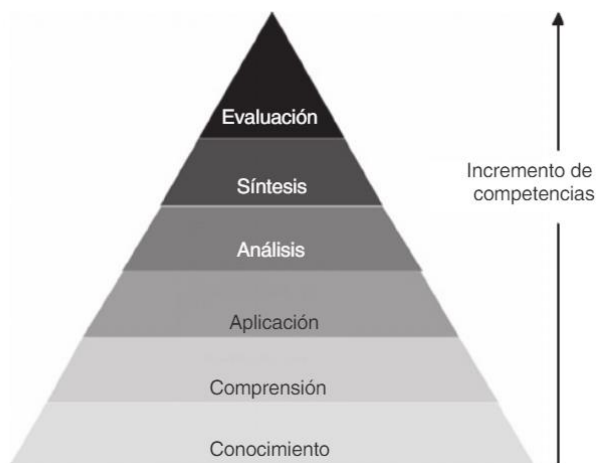 Evaluación
Síntesis
Análisis
Aplicación
Comprensión
Conocimiento
Incremento de
competencias